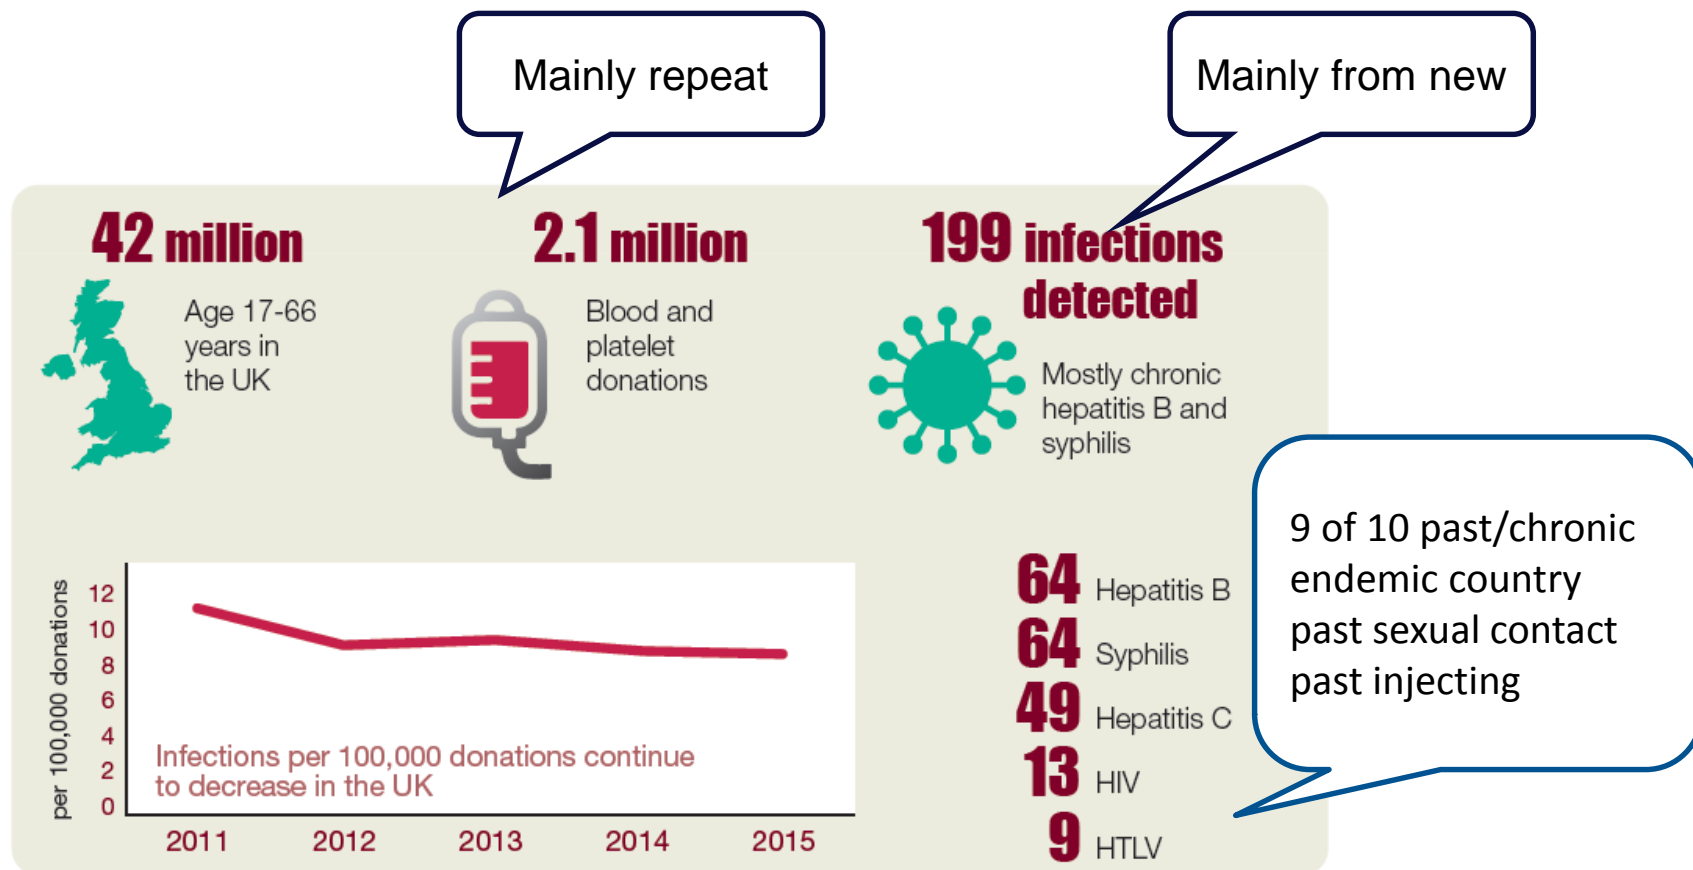 Mainly repeat
Mainly from new
42 million
Age 17-66
years in
the UK
2.1 million
Blood and
platelet
donations
199 infections
detected
Mostly chronic
hepatitis B and
syphilis
per 100,000 donations
12
10
8
6
4
2
0
Infections per 100,000 donations continue
to decrease in the UK
2011 2012 2013 2014 2015
64 Hepatitis B
64 Syphilis
49 Hepatitis C
13 HIV
9 HTLV
9 of 10 past/chronic
endemic country
past sexual contact
past injecting